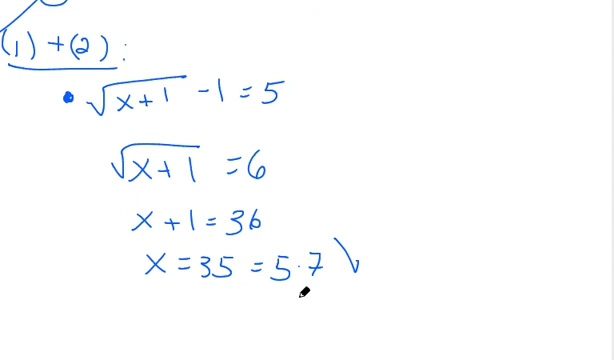 (1) + (2) :
• √(x+1) - 1 = 5
√(x+1) = 6
x + 1 = 36
x = 35 = 5·7